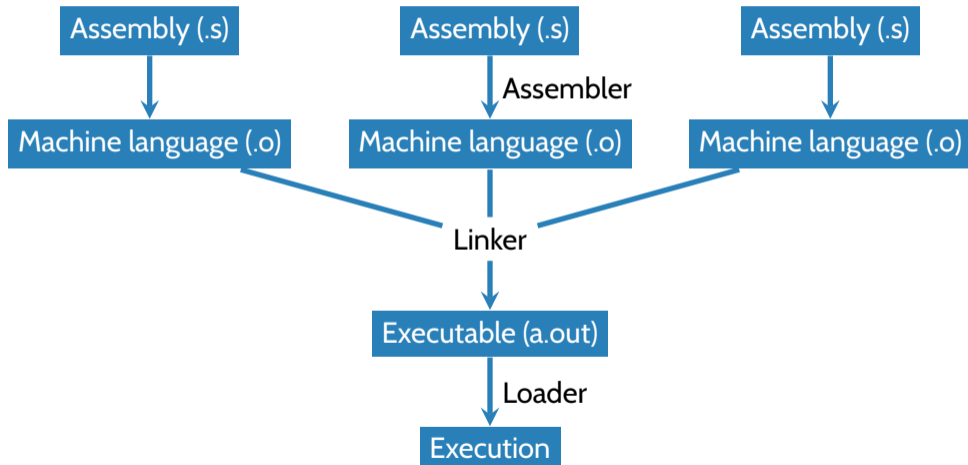 Assembly (.s)
Assembly (.s)
Assembly (.s)
Assembler
Machine language (.o)
Machine language (.o)
Machine language (.o)
Linker
Executable (a.out)
Loader
Execution